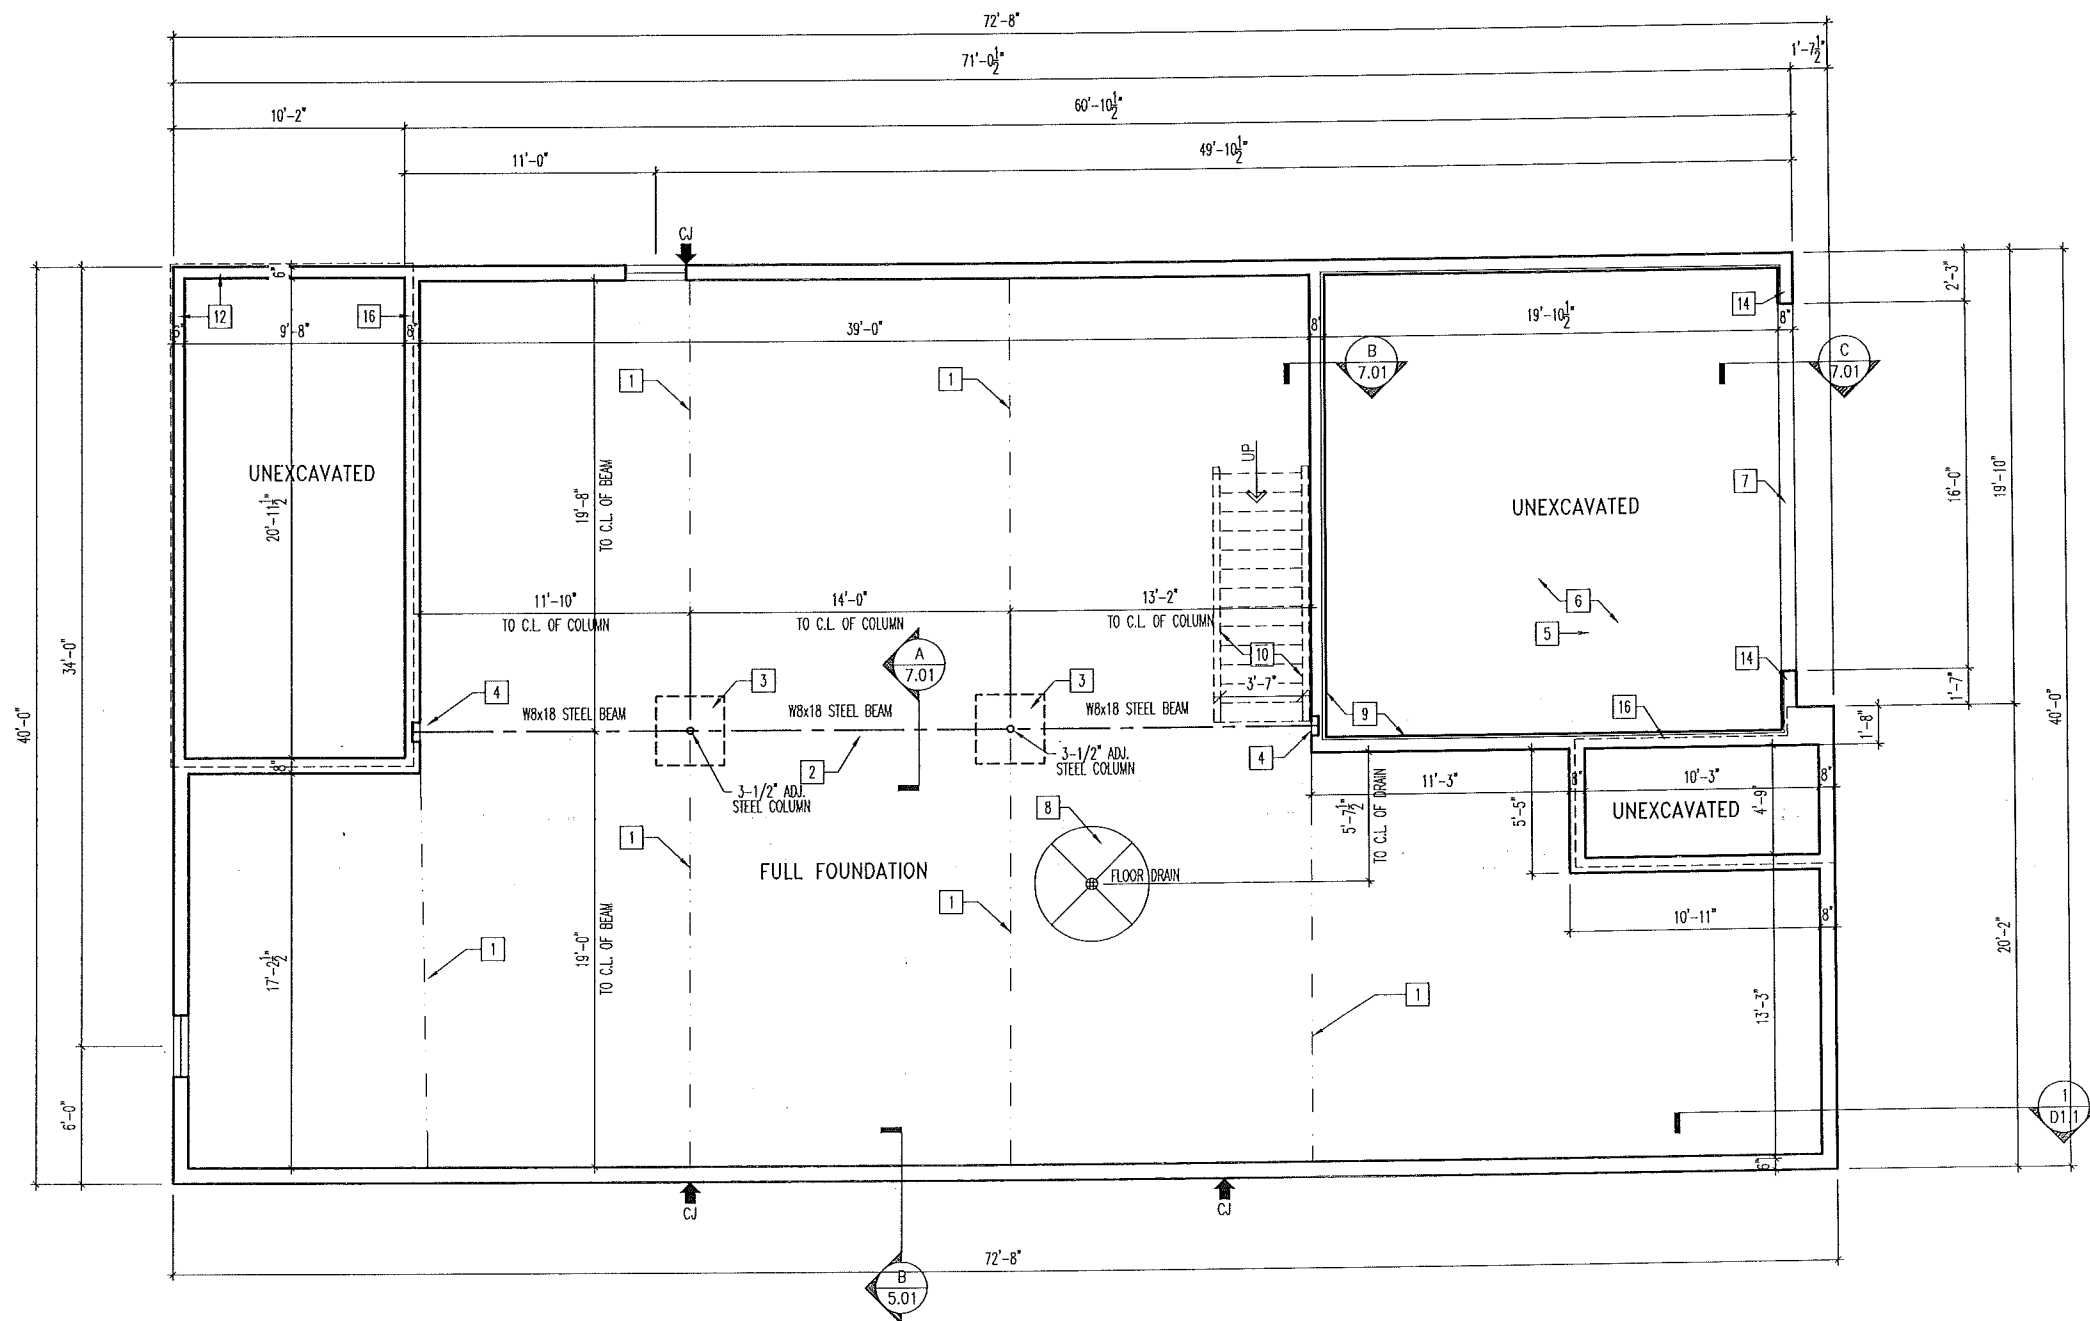 72'-8"
71'-0½"
1'-7½"
10'-2"
60'-10½"
11'-0"
49'-10½"
CJ
6"
12
16
14
2'-3"
6"
9'-8"
8"
39'-0"
8"
19'-10½"
8"
B
7.01
C
7.01
1
1
UNEXCAVATED
20'-11½"
19'-8"
TO C.L. OF BEAM
UP
UNEXCAVATED
7
16'-0"
19'-10"
34'-0"
40'-0"
11'-10"
TO C.L. OF COLUMN
14'-0"
TO C.L. OF COLUMN
13'-2"
TO C.L. OF COLUMN
6
5
A
7.01
10
14
3'-7"
1'-7"
4
3
3
W8x18 STEEL BEAM
W8x18 STEEL BEAM
W8x18 STEEL BEAM
9
16
1'-8"
40'-0"
2
4
3-1/2" ADJ.
STEEL COLUMN
3-1/2" ADJ.
STEEL COLUMN
8"
11'-3"
8"
10'-3"
8"
UNEXCAVATED
4'-9"
5'-5"
5'-7½"
TO C.L. OF DRAIN
8
1
FULL FOUNDATION
FLOOR DRAIN
1
10'-11"
8"
17'-2½"
1
19'-0"
TO C.L. OF BEAM
1
13'-3"
20'-2"
6'-0"
1
D1.1
6"
CJ
CJ
72'-8"
B
5.01